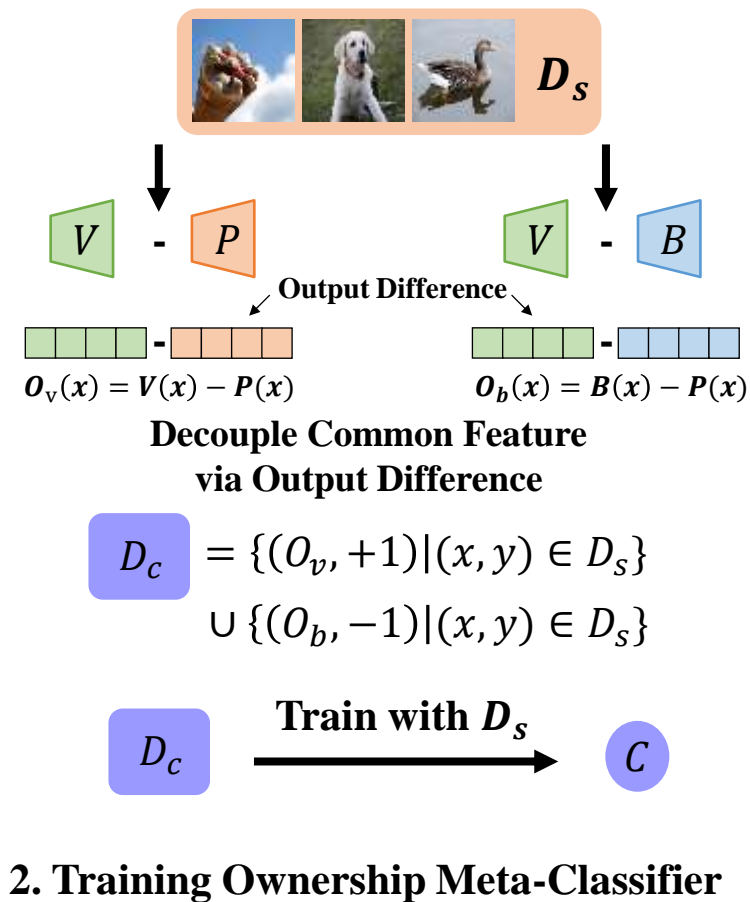 D_s
V - P
V - B
Output Difference
- -
O_v(x) = V(x) − P(x)
O_b(x) = B(x) − P(x)
Decouple Common Feature
via Output Difference
D_c = {(O_v, +1)|(x, y) ∈ D_s}
∪ {(O_b, −1)|(x, y) ∈ D_s}
Train with D_s
D_c
C
2. Training Ownership Meta-Classifier